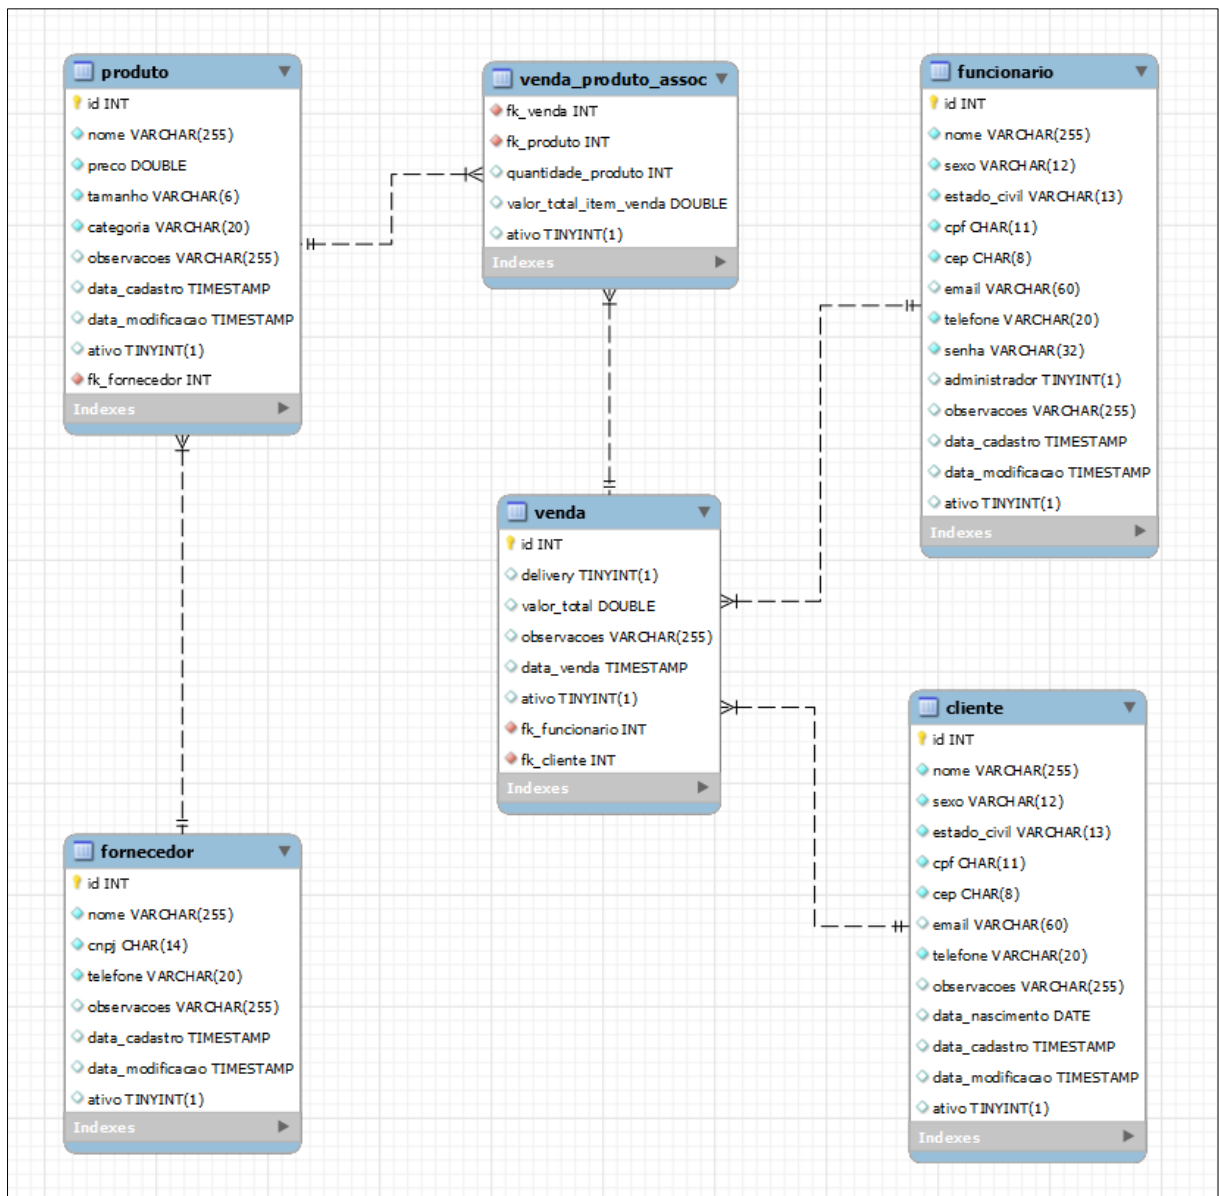 produto
id INT
nome VARCHAR(255)
preco DOUBLE
tamanho VARCHAR(6)
categoria VARCHAR(20)
observacoes VARCHAR(255)
data_cadastro TIMESTAMP
data_modificacao TIMESTAMP
ativo TINYINT(1)
fk_fornecedor INT
Indexes
venda_produto_assoc
fk_venda INT
fk_produto INT
quantidade_produto INT
valor_total_item_venda DOUBLE
ativo TINYINT(1)
Indexes
funcionario
id INT
nome VARCHAR(255)
sexo VARCHAR(12)
estado_civil VARCHAR(13)
cpf CHAR(11)
cep CHAR(8)
email VARCHAR(60)
telefone VARCHAR(20)
senha VARCHAR(32)
administrador TINYINT(1)
observacoes VARCHAR(255)
data_cadastro TIMESTAMP
data_modificacao TIMESTAMP
ativo TINYINT(1)
Indexes
venda
id INT
delivery TINYINT(1)
valor_total DOUBLE
observacoes VARCHAR(255)
data_venda TIMESTAMP
ativo TINYINT(1)
fk_funcionario INT
fk_cliente INT
Indexes
cliente
id INT
nome VARCHAR(255)
sexo VARCHAR(12)
estado_civil VARCHAR(13)
cpf CHAR(11)
cep CHAR(8)
email VARCHAR(60)
telefone VARCHAR(20)
observacoes VARCHAR(255)
data_nascimento DATE
data_cadastro TIMESTAMP
data_modificacao TIMESTAMP
ativo TINYINT(1)
Indexes
fornecedor
id INT
nome VARCHAR(255)
cnpj CHAR(14)
telefone VARCHAR(20)
observacoes VARCHAR(255)
data_cadastro TIMESTAMP
data_modificacao TIMESTAMP
ativo TINYINT(1)
Indexes